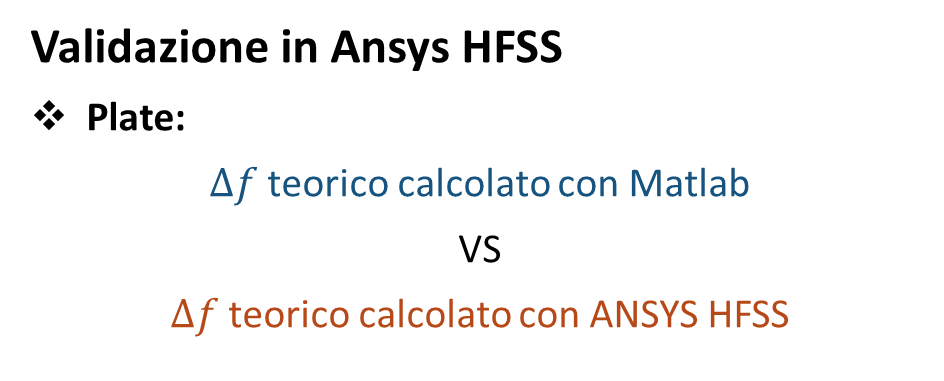 Validazione in Ansys HFSS
❖ Plate:
Δf teorico calcolato con Matlab
VS
Δf teorico calcolato con ANSYS HFSS